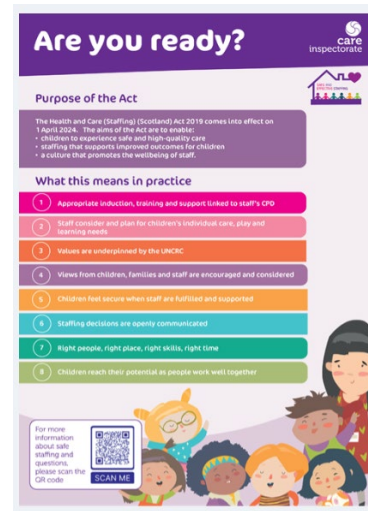 Are you ready?
care
inspectorate
Purpose of the Act
The Health and Care (Staffing) (Scotland) Act 2019 comes into effect on
1 April 2024. The aims of the Act are to enable:
• children to experience safe and high-quality care
• staffing that supports improved outcomes for children
• a culture that promotes the wellbeing of staff.
What this means in practice
1 Appropriate induction, training and support linked to staff's CPD
2 Staff consider and plan for children's individual care, play and
learning needs
3 Values are underpinned by the UNCRC
4 Views from children, families and staff are encouraged and considered
5 Children feel secure when staff are fulfilled and supported
6 Staffing decisions are openly communicated
7 Right people, right place, right skills, right time
8 Children reach their potential as people work well together
For more
information
about safe
staffing and
questions,
please scan the
QR code
SCAN ME